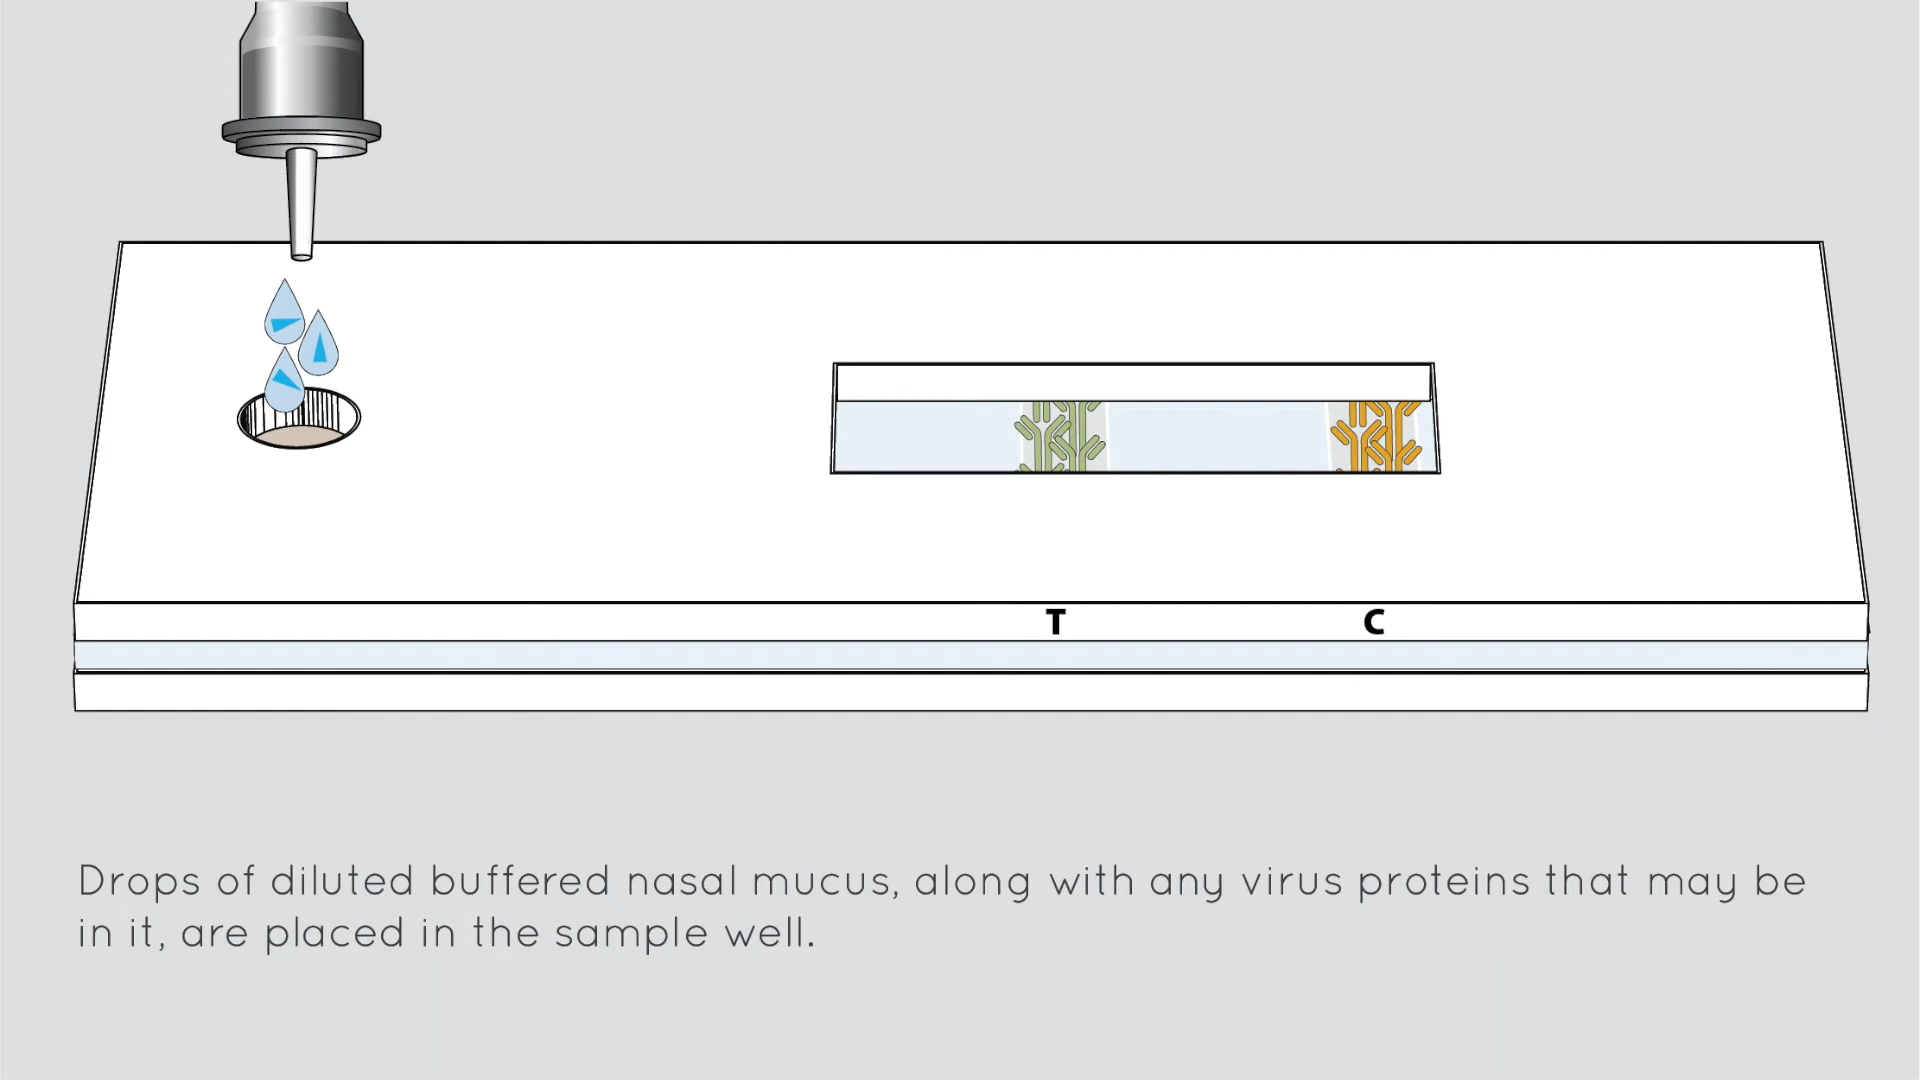 T C
Drops of diluted buffered nasal mucus, along with any virus proteins that may be
in it, are placed in the sample well.